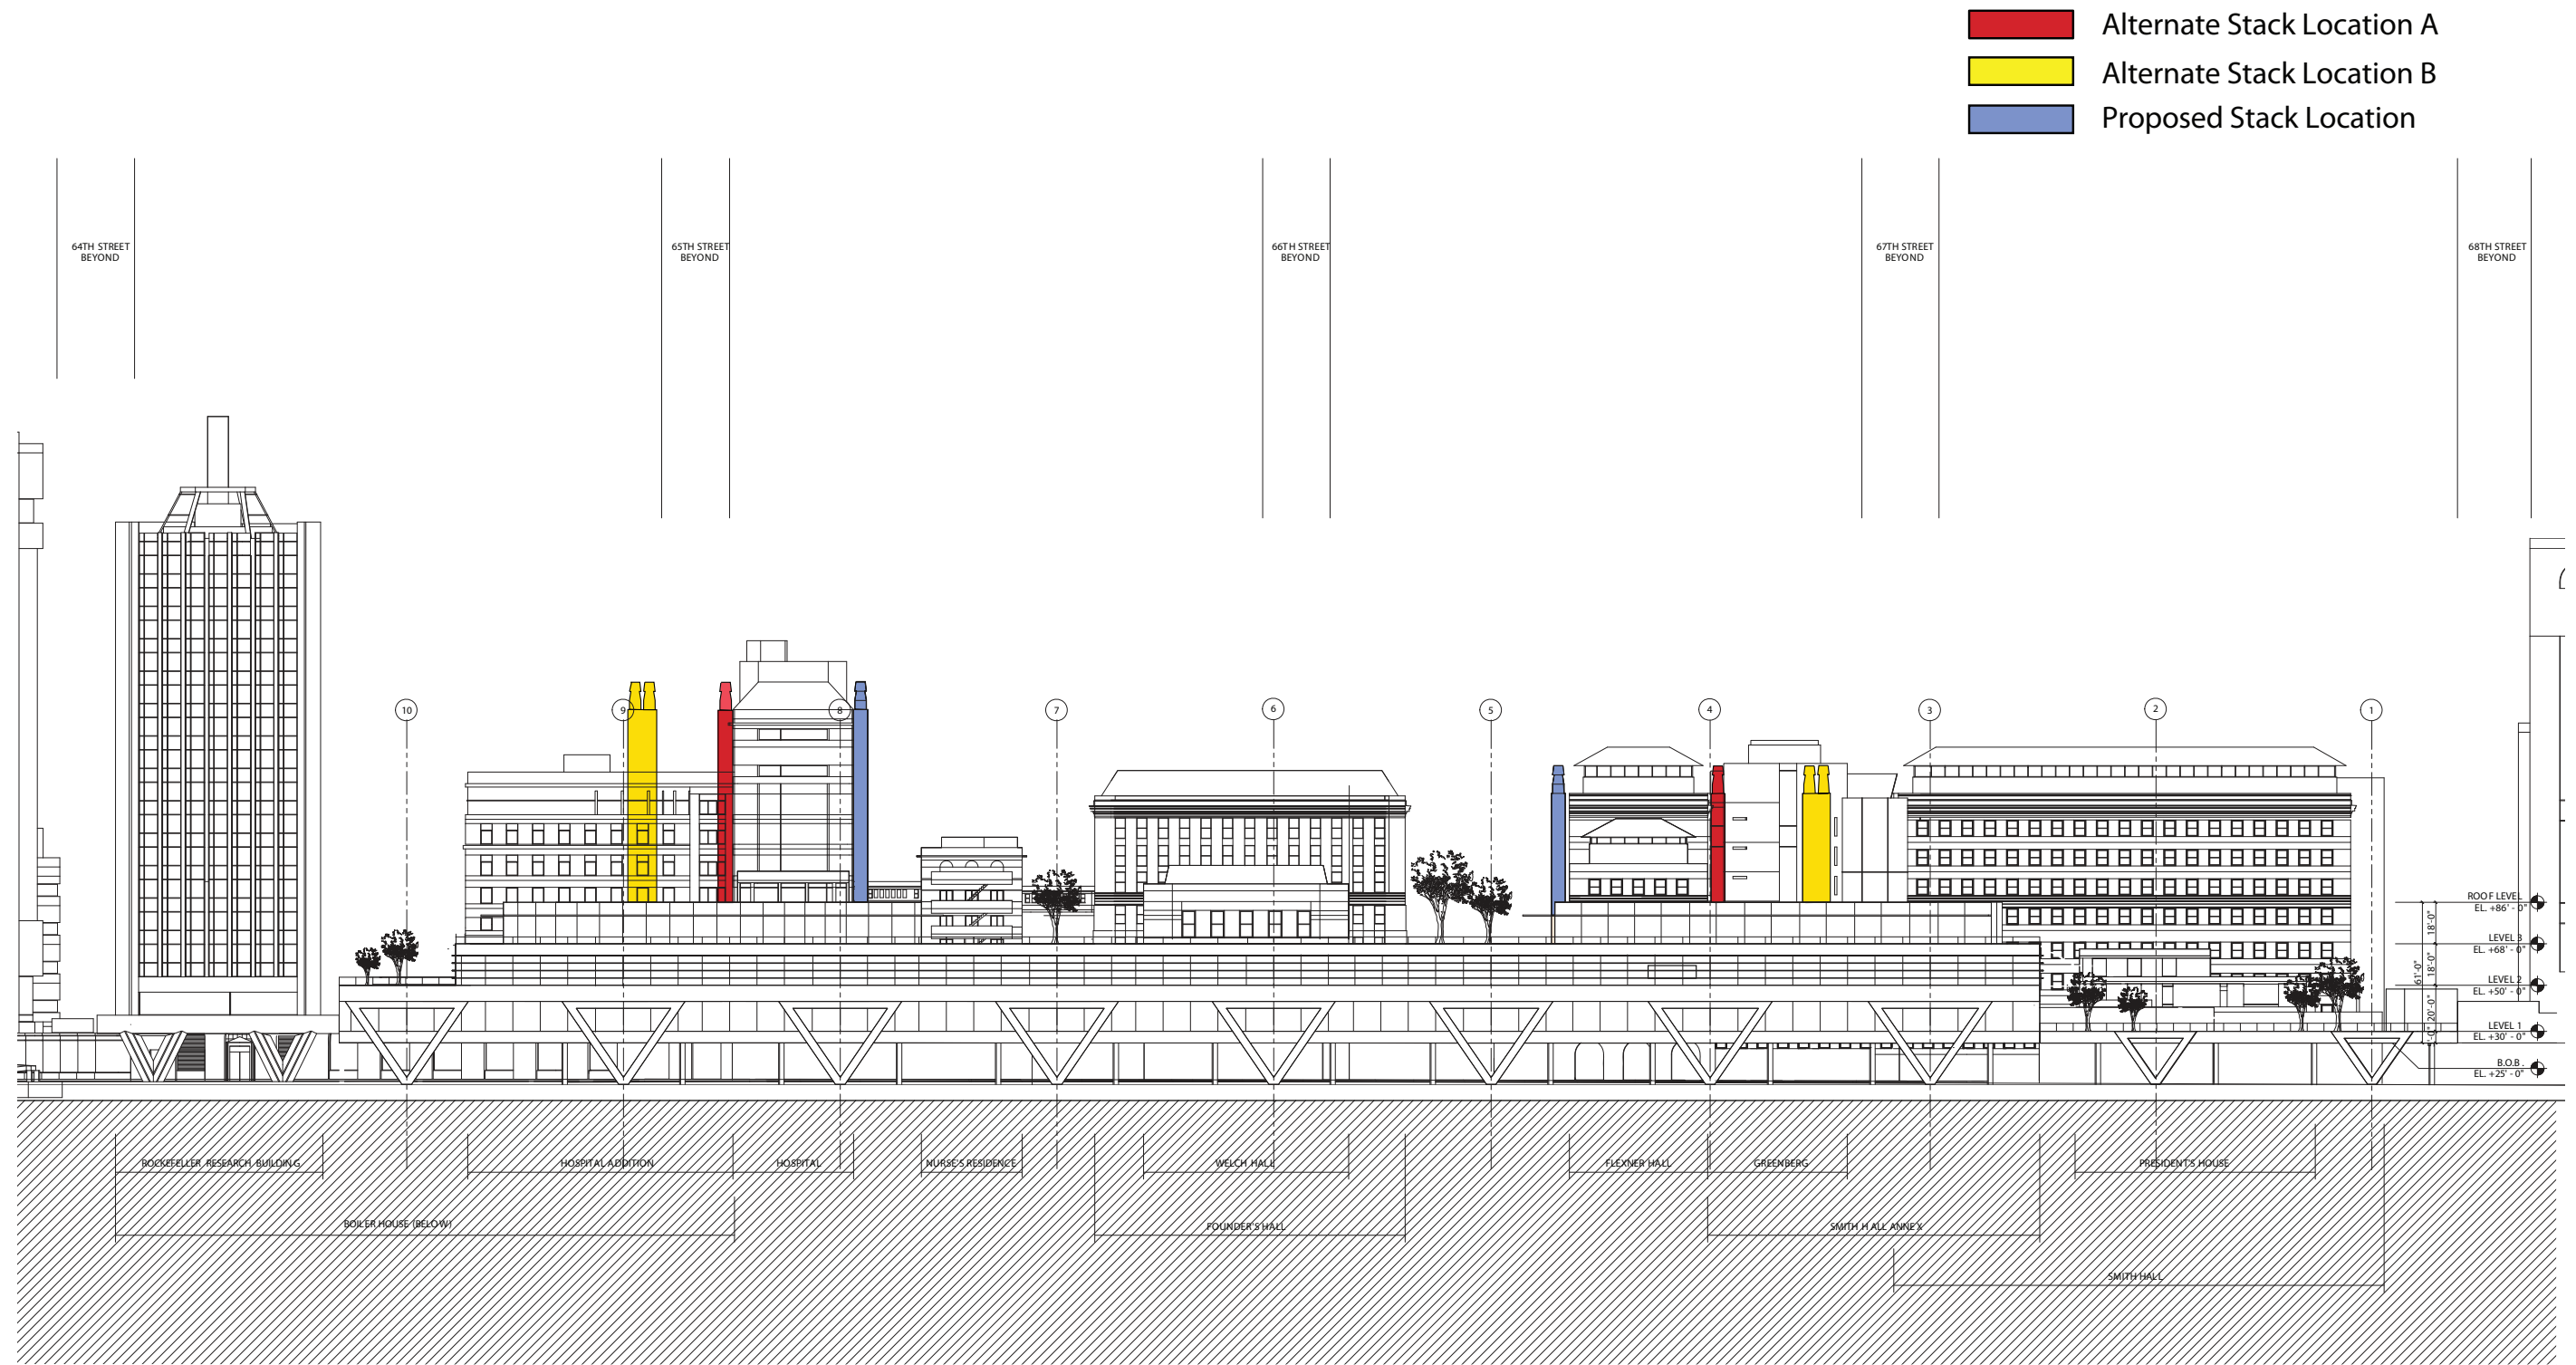 Alternate Stack Location A
Alternate Stack Location B
Proposed Stack Location
64TH STREET
BEYOND
65TH STREET
BEYOND
66TH STREET
BEYOND
67TH STREET
BEYOND
68TH STREET
BEYOND
10
9
8
7
6
5
4
3
2
1
ROOF LEVEL
EL. +86' - 0"
LEVEL 3
EL. +68' - 0"
LEVEL 2
EL. +50' - 0"
LEVEL 1
EL. +30' - 0"
B.O.B.
EL. +25' - 0"
18'-0"
18'-0"
20'-0"
61'-0"
ROCKEFELLER RESEARCH BUILDING
HOSPITAL ADDITION
HOSPITAL
NURSE'S RESIDENCE
WELCH HALL
FLEXNER HALL
GREENBERG
PRESIDENT'S HOUSE
BOILER HOUSE (BELOW)
FOUNDER'S HALL
SMITH HALL ANNEX
SMITH HALL